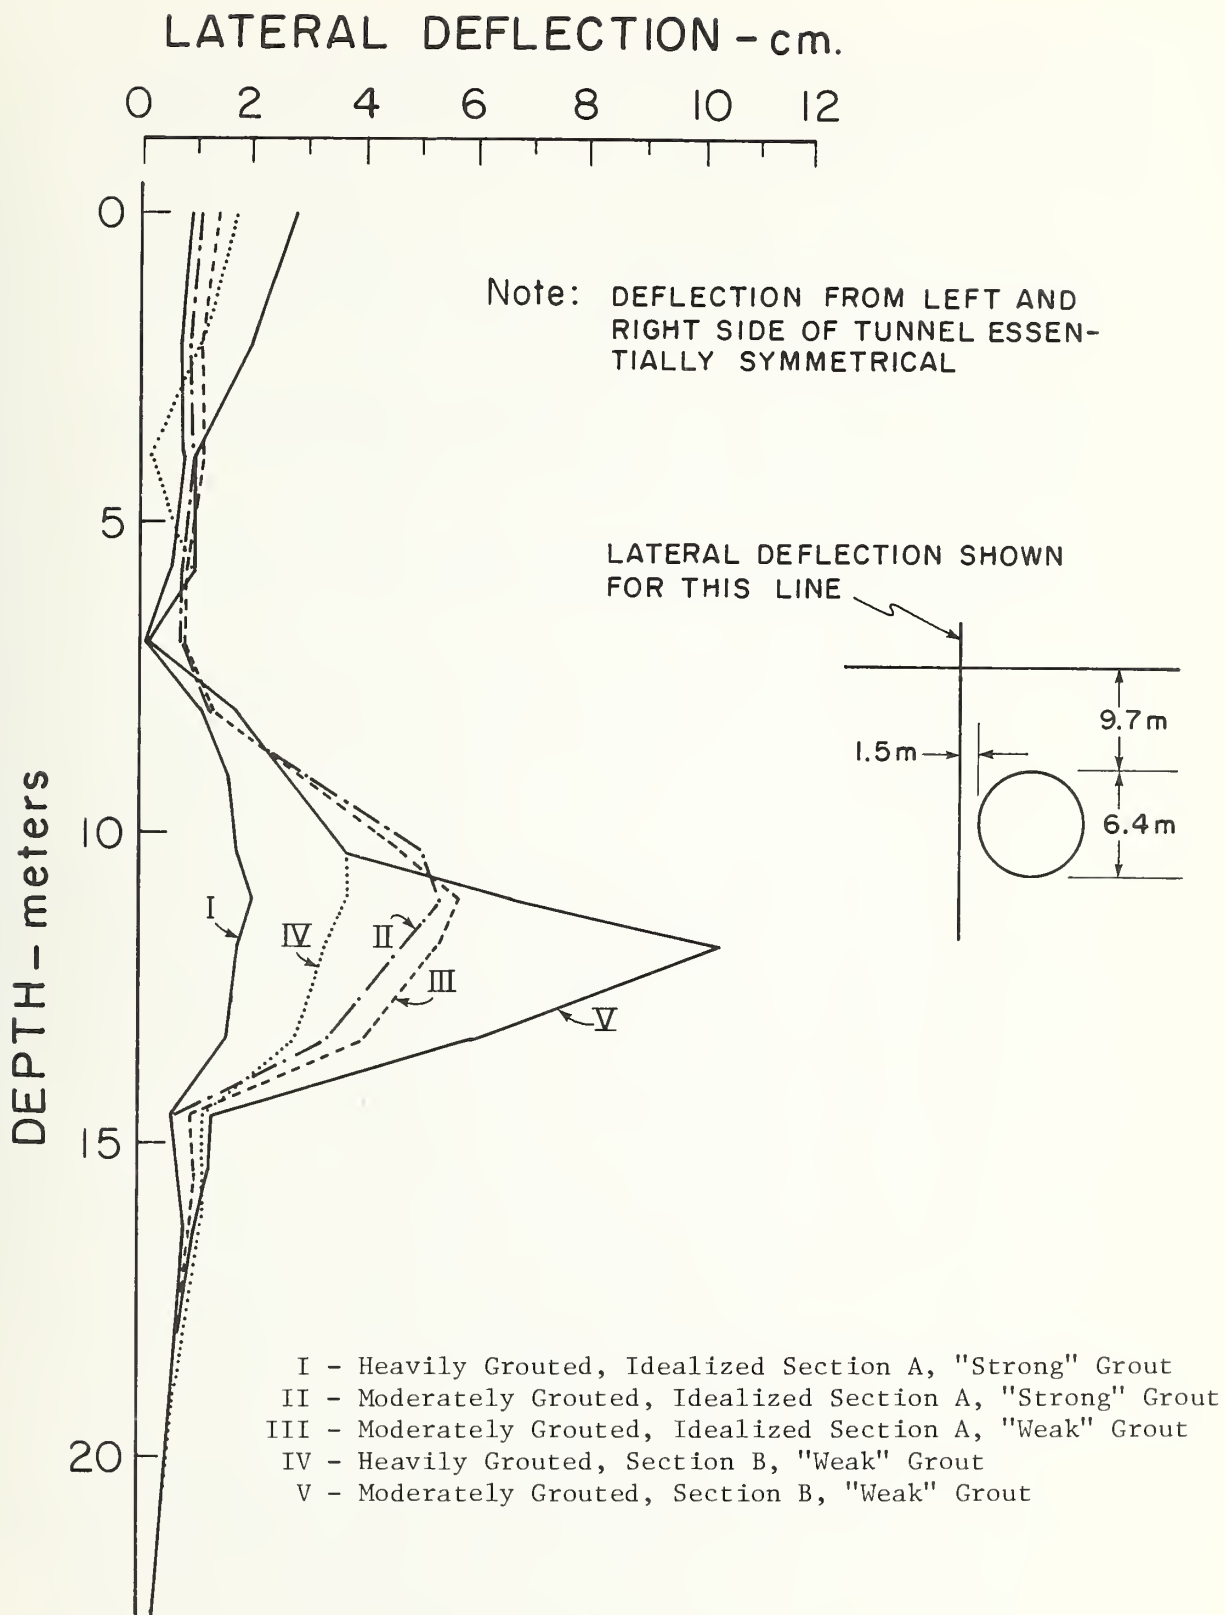 LATERAL DEFLECTION - cm.
0 2 4 6 8 10 12
0
Note: DEFLECTION FROM LEFT AND
RIGHT SIDE OF TUNNEL ESSEN-
TIALLY SYMMETRICAL
5
LATERAL DEFLECTION SHOWN
FOR THIS LINE
9.7m
1.5m
6.4m
DEPTH - meters
10
I
IV
II
III
V
15
I - Heavily Grouted, Idealized Section A, "Strong" Grout
II - Moderately Grouted, Idealized Section A, "Strong" Grout
III - Moderately Grouted, Idealized Section A, "Weak" Grout
20
IV - Heavily Grouted, Section B, "Weak" Grout
V - Moderately Grouted, Section B, "Weak" Grout